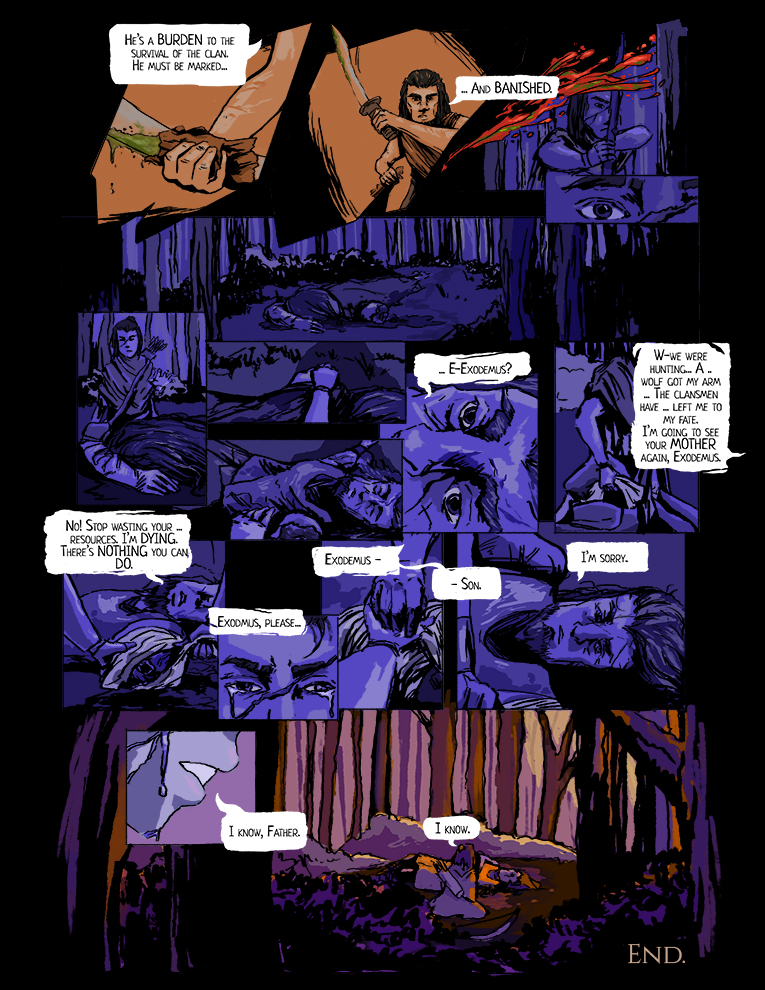 He's a BURDEN to the
survival of the clan.
He must be marked...
... And BANISHED.
... E-Exodemus?
W-we were
hunting... A ..
wolf got my arm
... The clansmen
have ... left me to
my fate.
I'm going to see
your MOTHER
again, Exodemus.
No! Stop wasting your ...
resources. I'm DYING.
There's NOTHING you can
DO.
Exodemus -
- Son.
I'm sorry.
Exodmus, please...
I know, Father.
I know.
End.